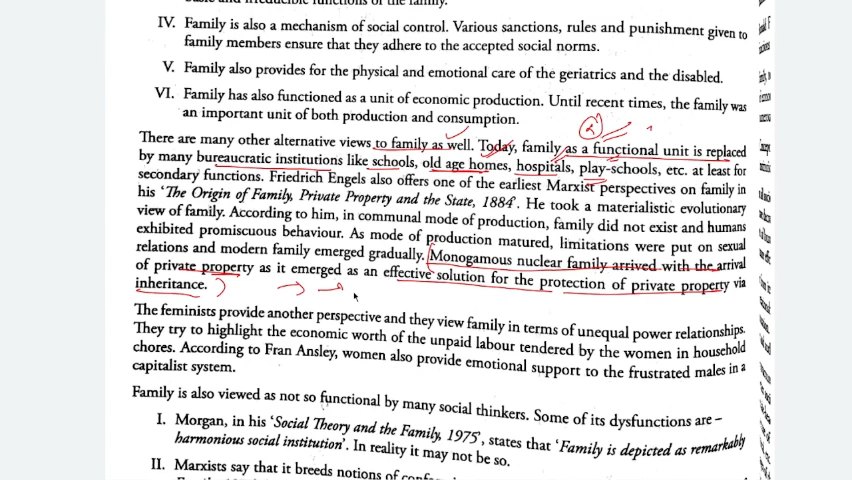 basic and irreducible functions of the family.
IV. Family is also a mechanism of social control. Various sanctions, rules and punishment given to
family members ensure that they adhere to the accepted social norms.
V. Family also provides for the physical and emotional care of the geriatrics and the disabled.
VI. Family has also functioned as a unit of economic production. Until recent times, the family was
an important unit of both production and consumption.
There are many other alternative views to family as well. Today, family as a functional unit is replaced
by many bureaucratic institutions like schools, old age homes, hospitals, play-schools, etc. at least for
secondary functions. Friedrich Engels also offers one of the earliest Marxist perspectives on family in
his 'The Origin of Family, Private Property and the State, 1884'. He took a materialistic evolutionary
view of family. According to him, in communal mode of production, family did not exist and humans
exhibited promiscuous behaviour. As mode of production matured, limitations were put on sexual
relations and modern family emerged gradually. Monogamous nuclear family arrived with the arrival
of private property as it emerged as an effective solution for the protection of private property via
inheritance.
The feminists provide another perspective and they view family in terms of unequal power relationships.
They try to highlight the economic worth of the unpaid labour tendered by the women in household
chores. According to Fran Ansley, women also provide emotional support to the frustrated males in a
capitalist system.
Family is also viewed as not so functional by many social thinkers. Some of its dysfunctions are –
I. Morgan, in his 'Social Theory and the Family, 1975', states that 'Family is depicted as remarkably
harmonious social institution'. In reality it may not be so.
II. Marxists say that it breeds notions of